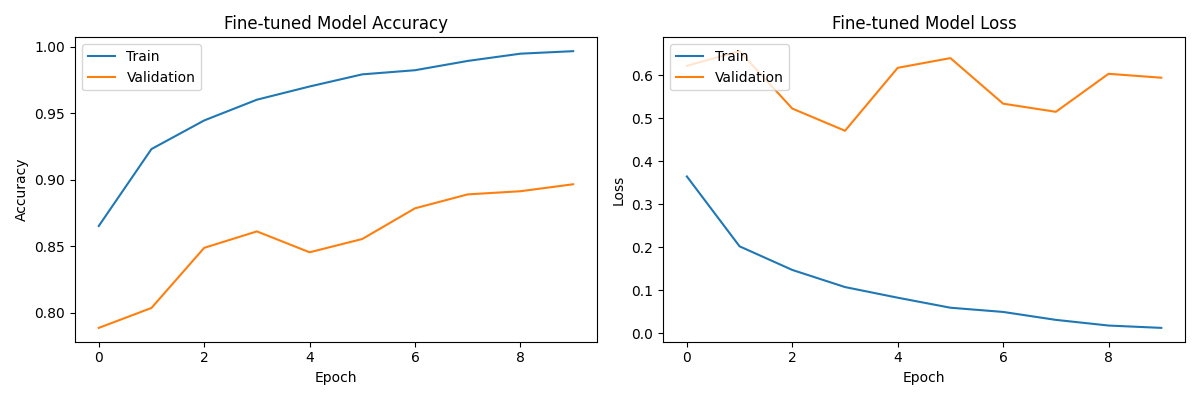 Fine-tuned Model Accuracy
Train
Validation
1.00
0.95
0.90
0.85
0.80
Accuracy
0 2 4 6 8
Epoch
Fine-tuned Model Loss
Train
Validation
0.6
0.5
0.4
0.3
0.2
0.1
0.0
Loss
0 2 4 6 8
Epoch